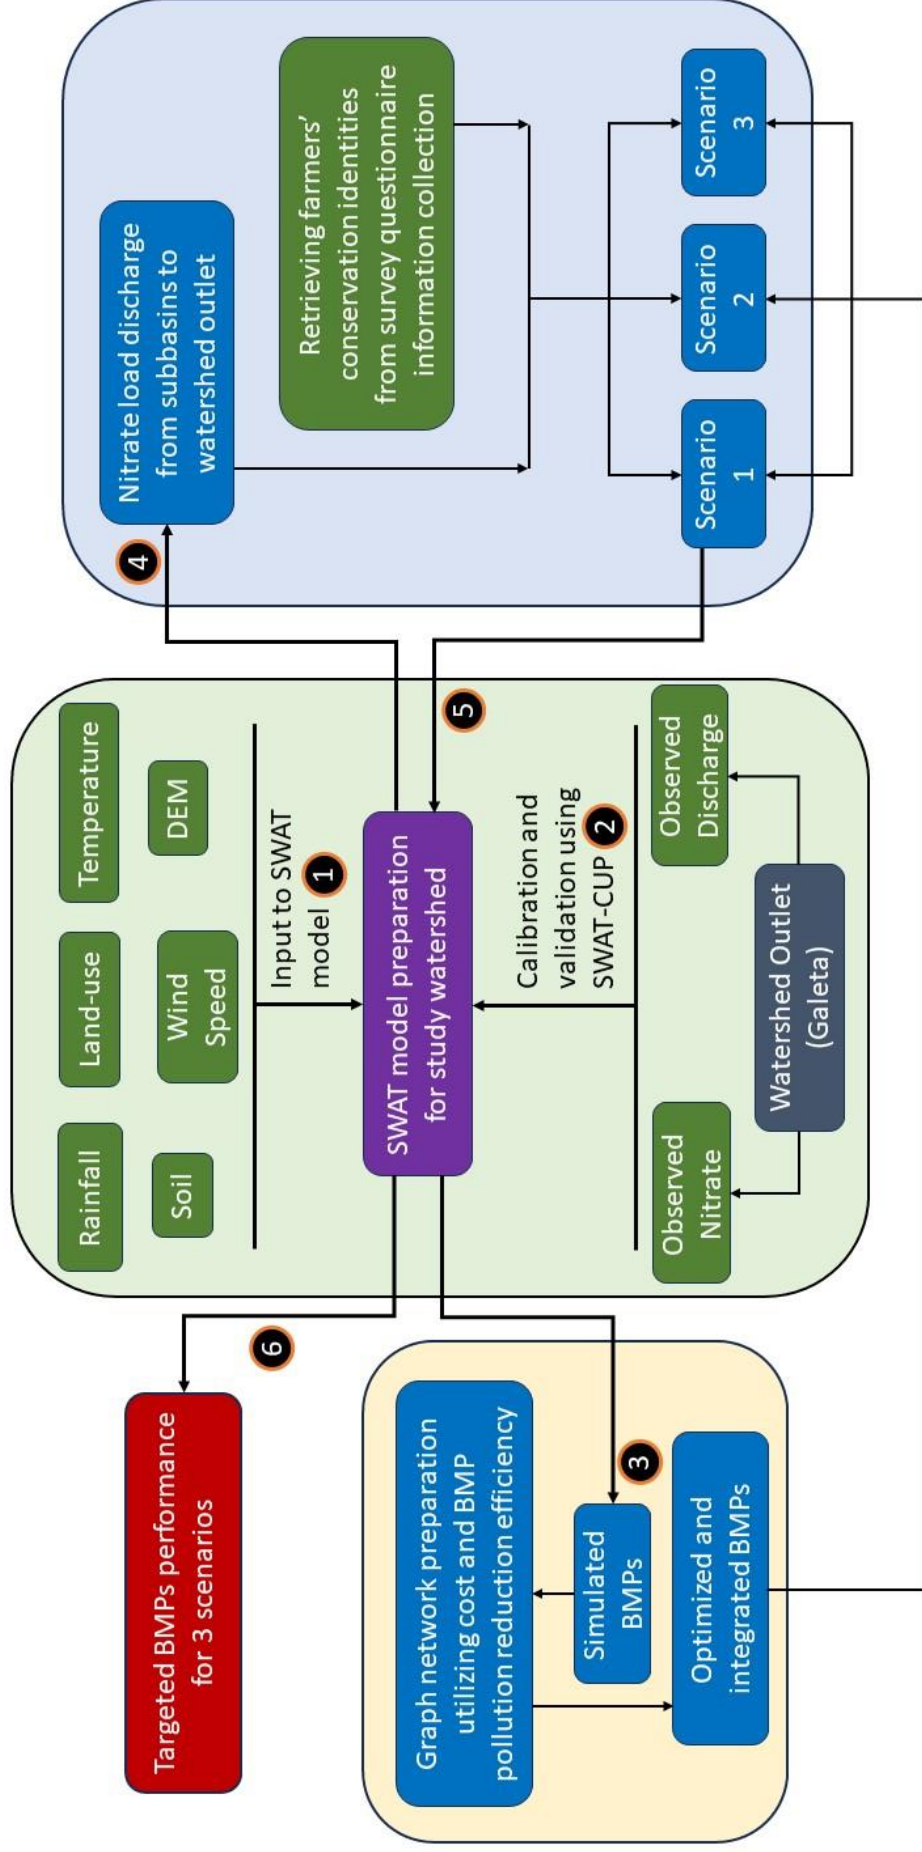 Targeted BMPs performance
for 3 scenarios
6
Graph network preparation
utilizing cost and BMP
pollution reduction efficiency
Simulated
BMPs
3
Optimized and
integrated BMPs
Rainfall
Land-use
Temperature
Soil
Wind
Speed
DEM
Input to SWAT
model
1
SWAT model preparation
for study watershed
Calibration and
validation using
SWAT-CUP
2
Observed
Nitrate
Observed
Discharge
Watershed Outlet
(Galeta)
4
5
Nitrate load discharge
from subbasins to
watershed outlet
Retrieving farmers’
conservation identities
from survey questionnaire
information collection
Scenario
1
Scenario
2
Scenario
3